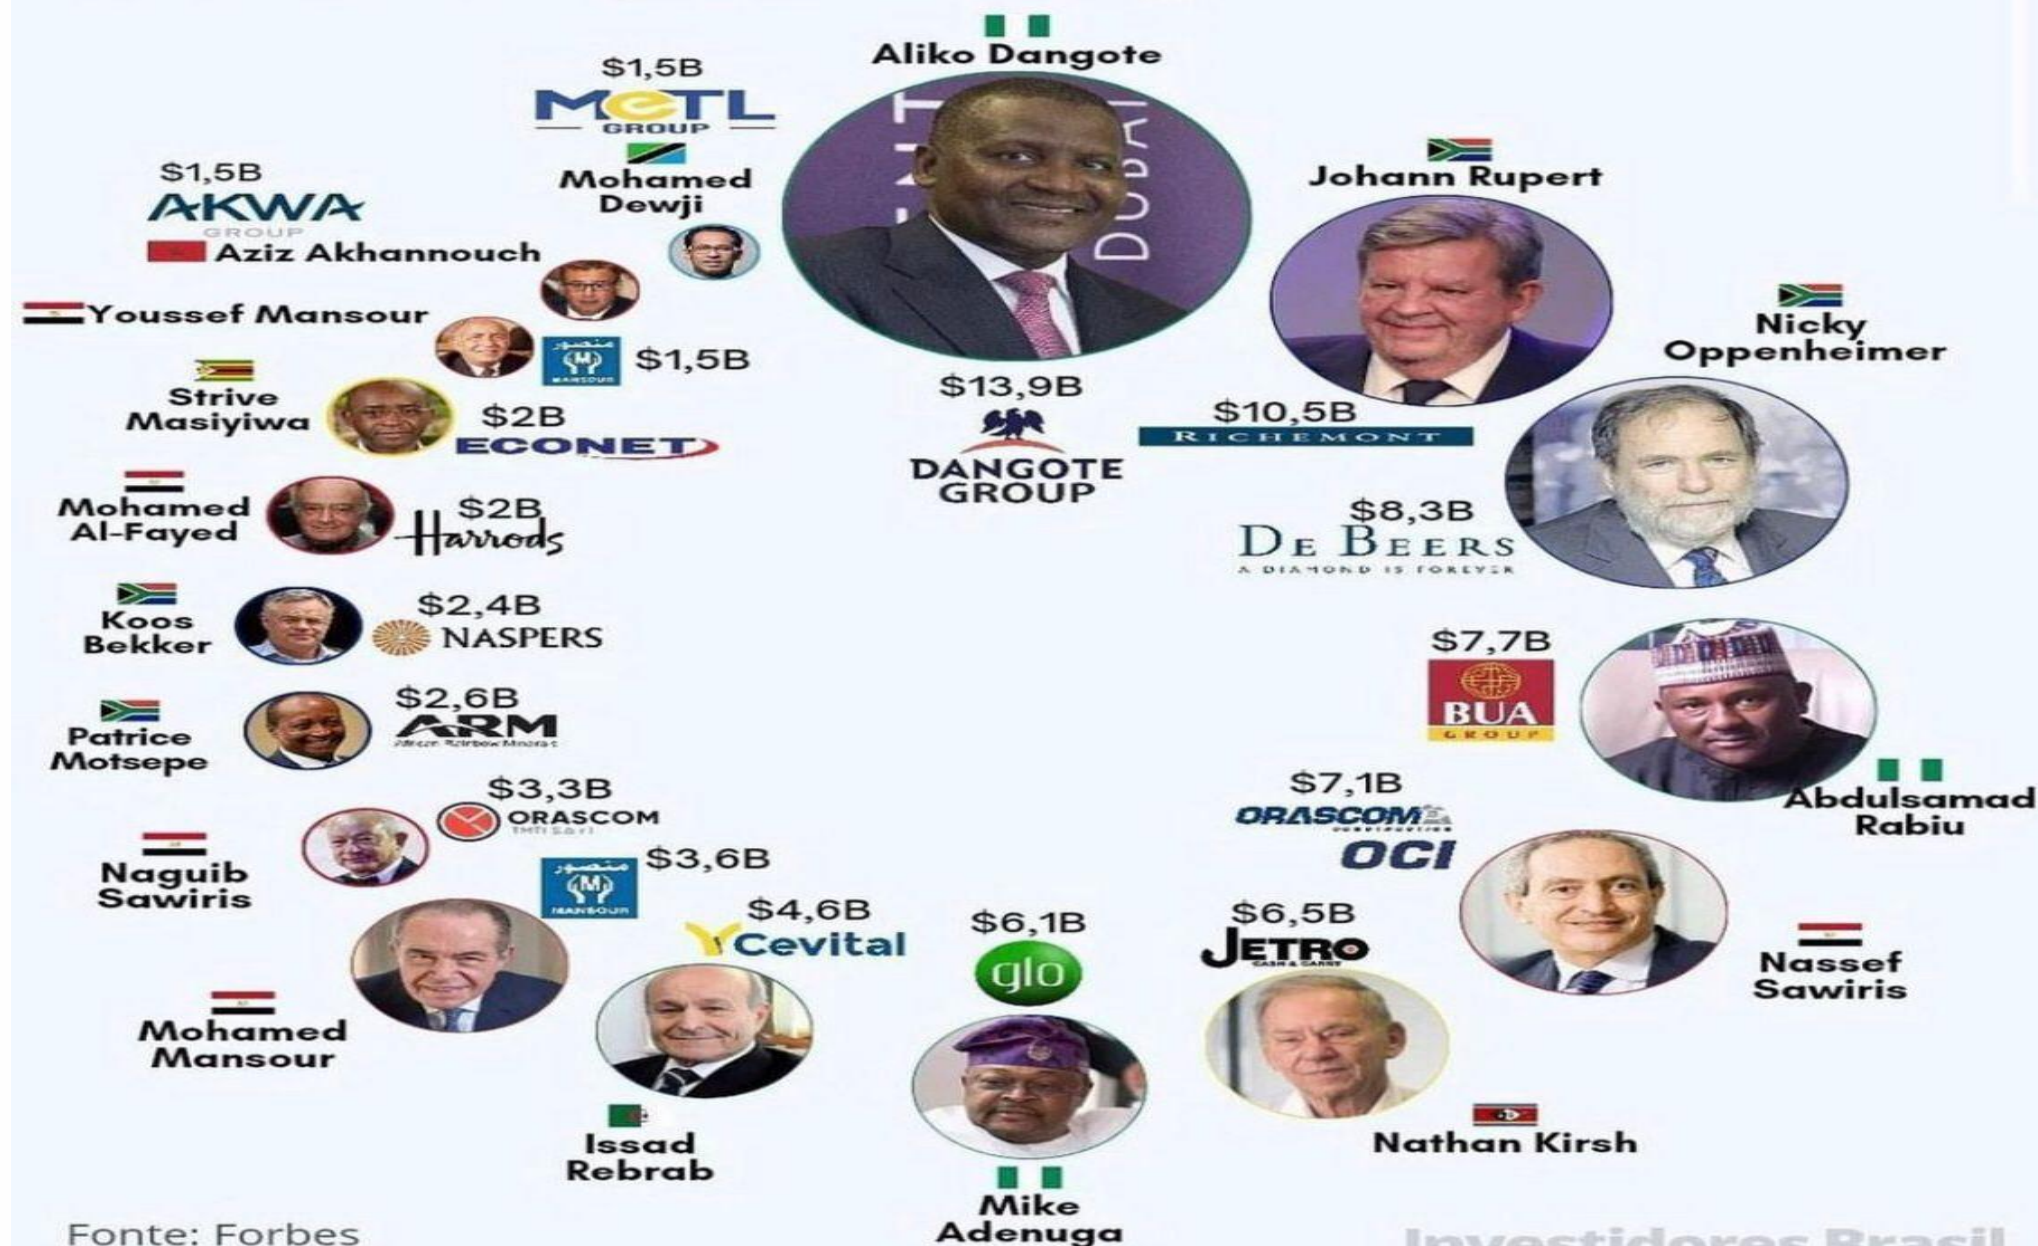 Aliko Dangote
$13,9B
DANGOTE
GROUP
Johann Rupert
$10,5B
RICHEMONT
Nicky
Oppenheimer
$8,3B
DE BEERS
A DIAMOND IS FOREVER
$7,7B
BUA
GROUP
Abdulsamad
Rabiu
$7,1B
ORASCOM
CONSTRUCTION
OCI
Nassef
Sawiris
$6,5B
JETRO
CASH & CARRY
Nathan Kirsh
$6,1B
glo
Mike
Adenuga
$4,6B
Cevital
Issad
Rebrab
$3,6B
منصور
M
MANSOUR
Mohamed
Mansour
$3,3B
ORASCOM
Naguib
Sawiris
$2,6B
ARM
African Rainbow Minerals
Patrice
Motsepe
$2,4B
NASPERS
Koos
Bekker
$2B
Harrods
Mohamed
Al-Fayed
$2B
ECONET
Strive
Masiyiwa
Youssef Mansour
منصور
M
MANSOUR
$1,5B
$1,5B
AKWA
GROUP
Aziz Akhannouch
$1,5B
MeTL
GROUP
Mohamed
Dewji
DUBAI
Fonte: Forbes
Investidores Brasil